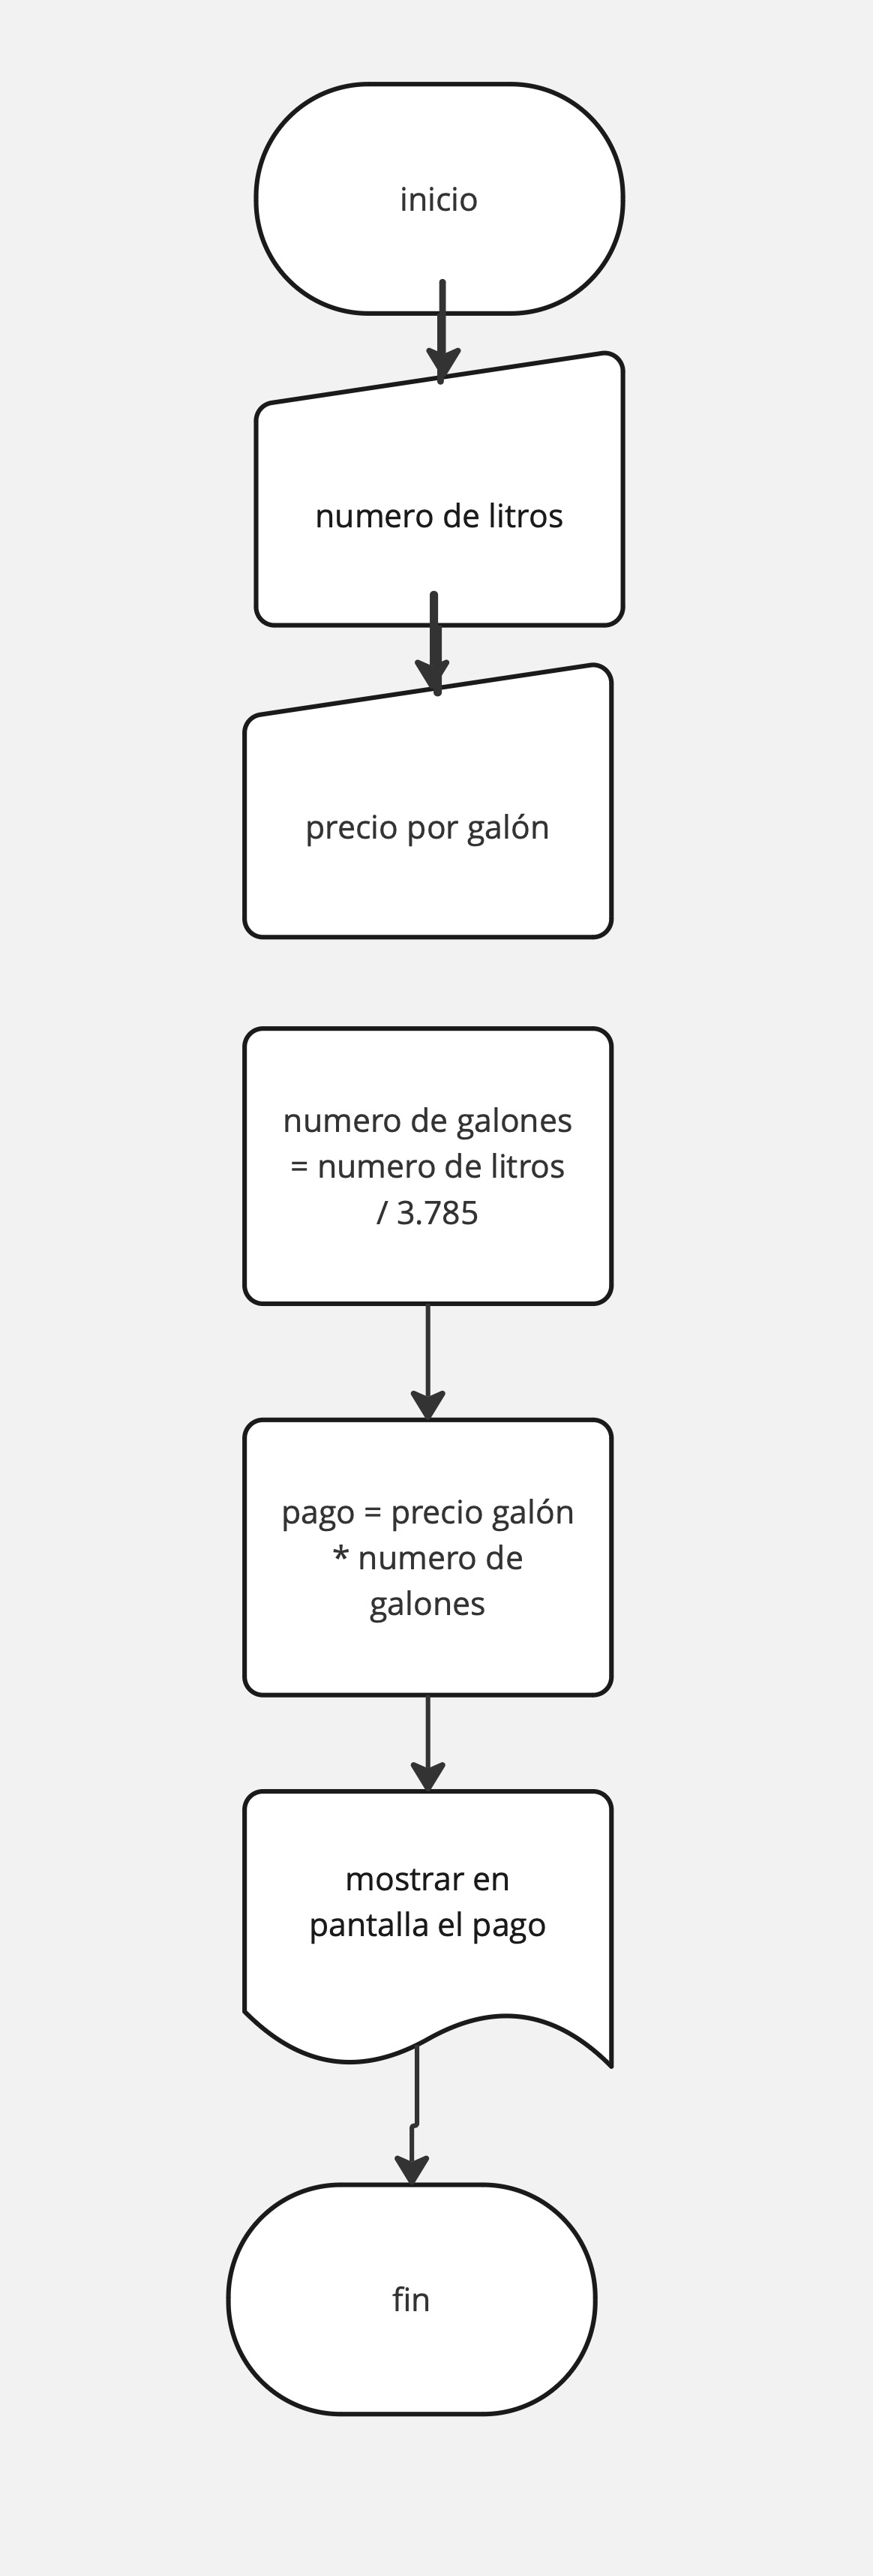 inicio
numero de litros
precio por galón
numero de galones
= numero de litros
/ 3.785
pago = precio galón
* numero de
galones
mostrar en
pantalla el pago
fin